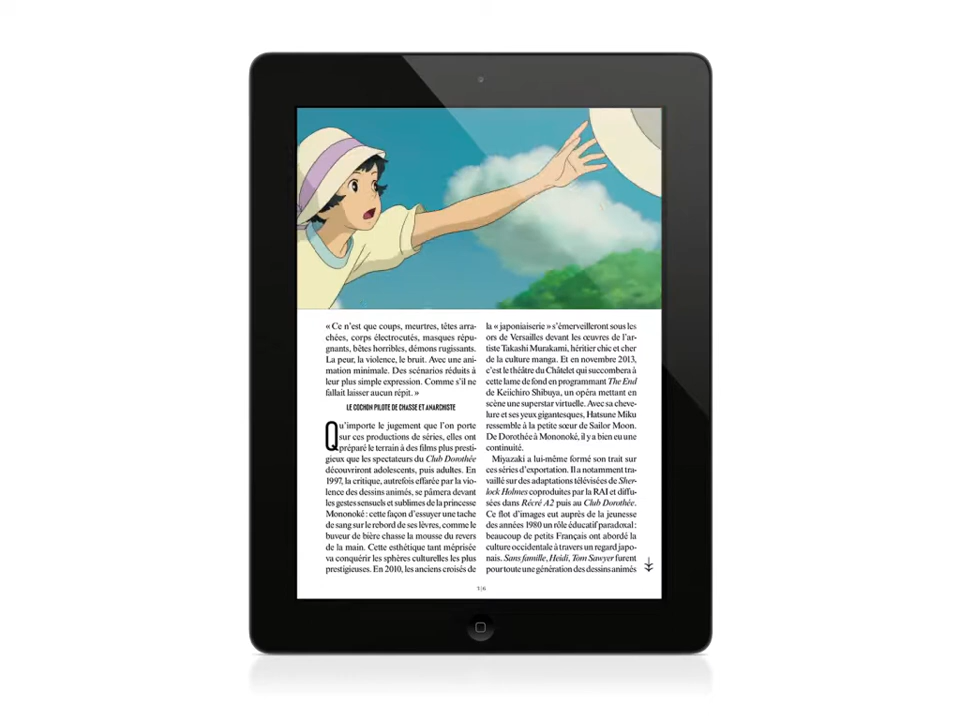 « Ce n'est que coups, meurtres, têtes arra-
chées, corps électrocutés, masques répu-
gnants, bêtes horribles, démons rugissants.
La peur, la violence, le bruit. Avec une ani-
mation minimale. Des scénarios réduits à
leur plus simple expression. Comme s'il ne
fallait laisser aucun répit. »
LE COCHON PILOTE DE CHASSE ET ANARCHISTE
Qu'importe le jugement que l'on porte
sur ces productions de séries, elles ont
préparé le terrain à des films plus presti-
gieux que les spectateurs du Club Dorothée
découvriront adolescents, puis adultes. En
1997, la critique, autrefois effarée par la vio-
lence des dessins animés, se pâmera devant
les gestes sensuels et sublimes de la princesse
Mononoké : cette façon d'essuyer une tache
de sang sur le rebord de ses lèvres, comme le
buveur de bière chasse la mousse du revers
de la main. Cette esthétique tant méprisée
va conquérir les sphères culturelles les plus
prestigieuses. En 2010, les anciens croisés de
la « japoniaiserie » s'émerveilleront sous les
ors de Versailles devant les œuvres de l'ar-
tiste Takashi Murakami, héritier chic et cher
de la culture manga. Et en novembre 2013,
c'est le théâtre du Châtelet qui succombera à
cette lame de fond en programmant The End
de Keiichiro Shibuya, un opéra mettant en
scène une superstar virtuelle. Avec sa cheve-
lure et ses yeux gigantesques, Hatsune Miku
ressemble à la petite sœur de Sailor Moon.
De Dorothée à Mononoké, il y a bien eu une
continuité.
Miyazaki a lui-même formé son trait sur
ces séries d'exportation. Il a notamment tra-
vaillé sur des adaptations télévisées de Sher-
lock Holmes coproduites par la RAI et diffu-
sées dans Récré A2 puis au Club Dorothée.
Ce flot d'images eut auprès de la jeunesse
des années 1980 un rôle éducatif paradoxal :
beaucoup de petits Français ont abordé la
culture occidentale à travers un regard japo-
nais. Sans famille, Heidi, Tom Sawyer furent
pour toute une génération des dessins animés